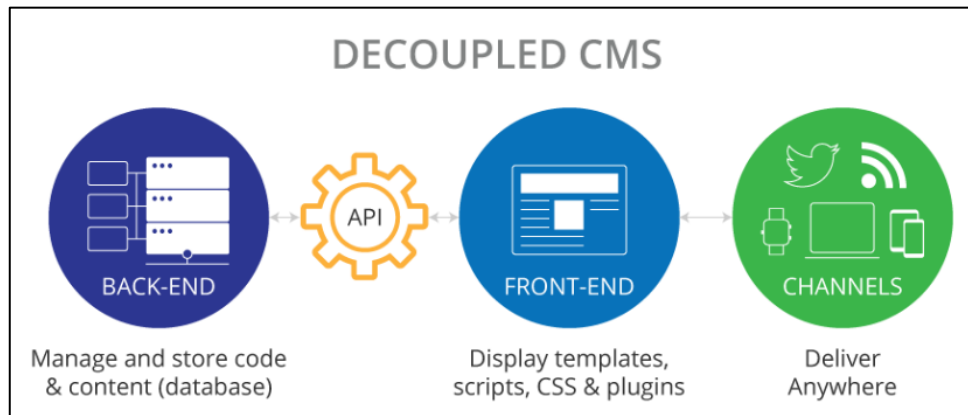 DECOUPLED CMS
API
BACK-END
FRONT-END
CHANNELS
Manage and store code
& content (database)
Display templates,
scripts, CSS & plugins
Deliver
Anywhere